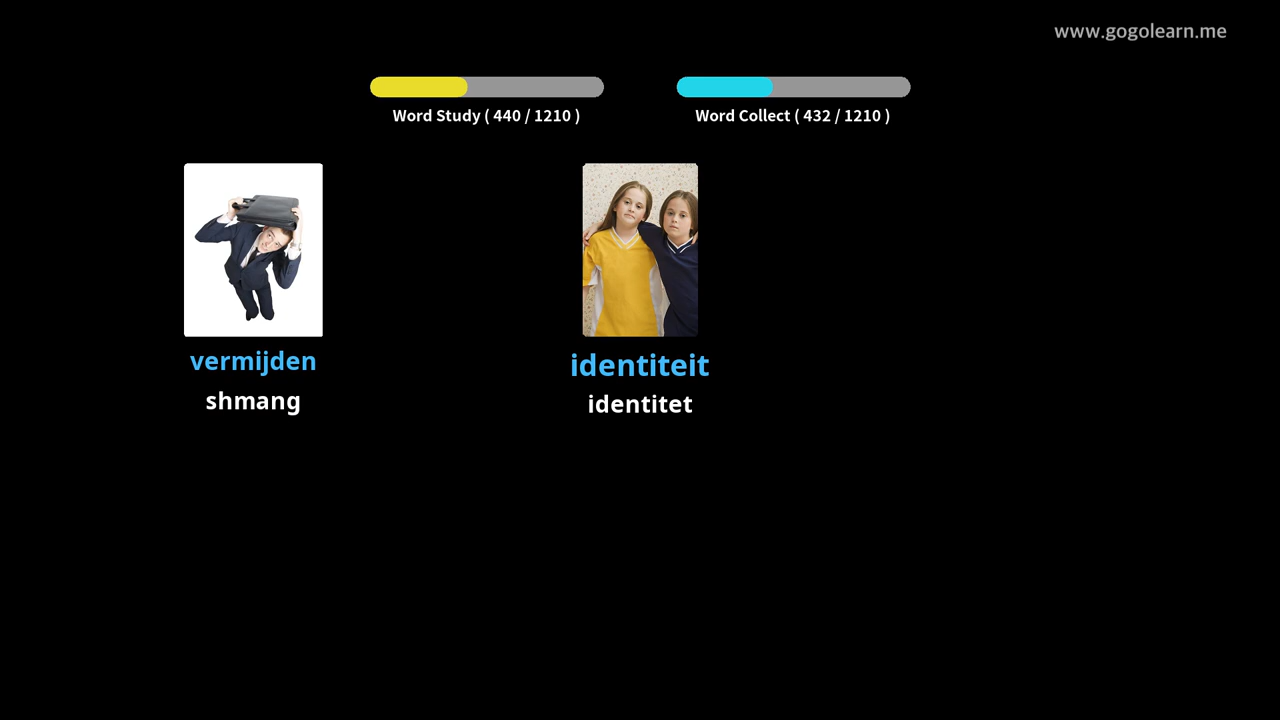 www.gogolearn.me
Word Study ( 440 / 1210 )
Word Collect ( 432 / 1210 )
vermijden
shmang
identiteit
identitet